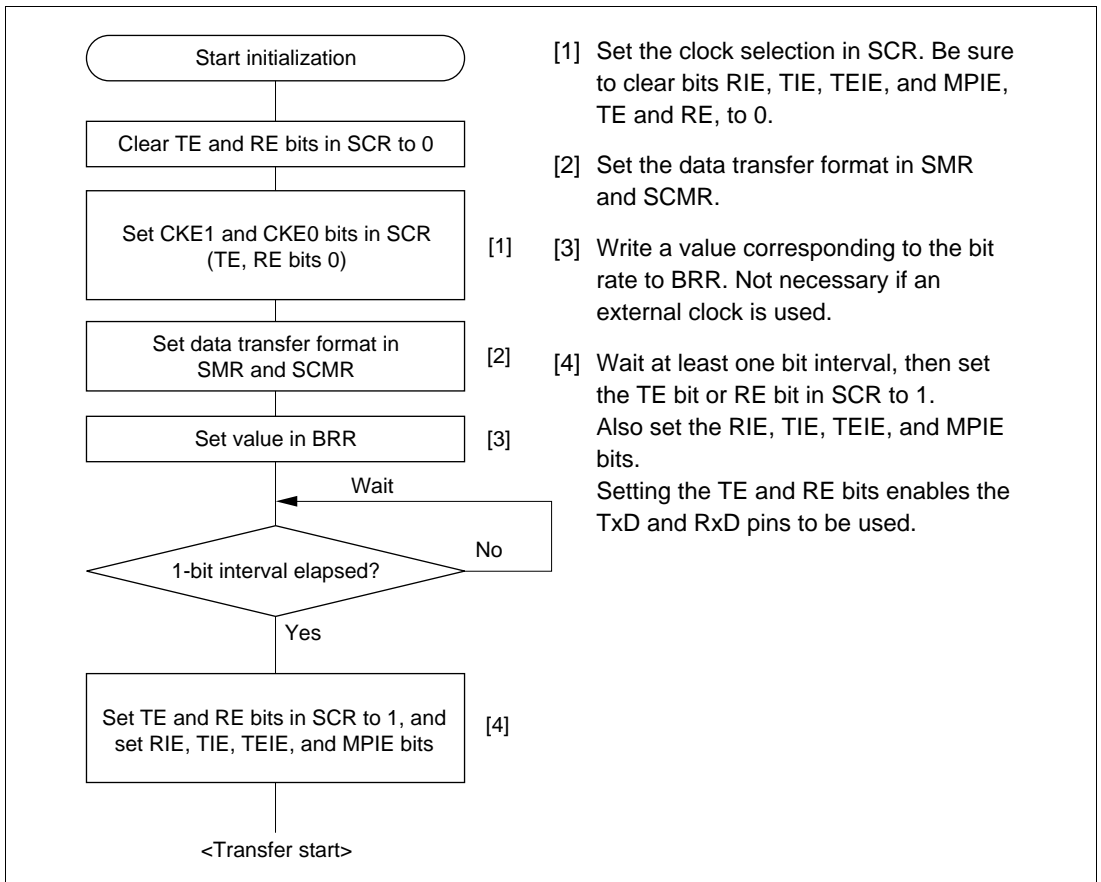 Start initialization
Clear TE and RE bits in SCR to 0
Set CKE1 and CKE0 bits in SCR
(TE, RE bits 0)
[1]
Set data transfer format in
SMR and SCMR
[2]
Set value in BRR
[3]
Wait
No
1-bit interval elapsed?
Yes
Set TE and RE bits in SCR to 1, and
set RIE, TIE, TEIE, and MPIE bits
[4]
<Transfer start>
[1] Set the clock selection in SCR. Be sure
to clear bits RIE, TIE, TEIE, and MPIE,
TE and RE, to 0.
[2] Set the data transfer format in SMR
and SCMR.
[3] Write a value corresponding to the bit
rate to BRR. Not necessary if an
external clock is used.
[4] Wait at least one bit interval, then set
the TE bit or RE bit in SCR to 1.
Also set the RIE, TIE, TEIE, and MPIE
bits.
Setting the TE and RE bits enables the
TxD and RxD pins to be used.